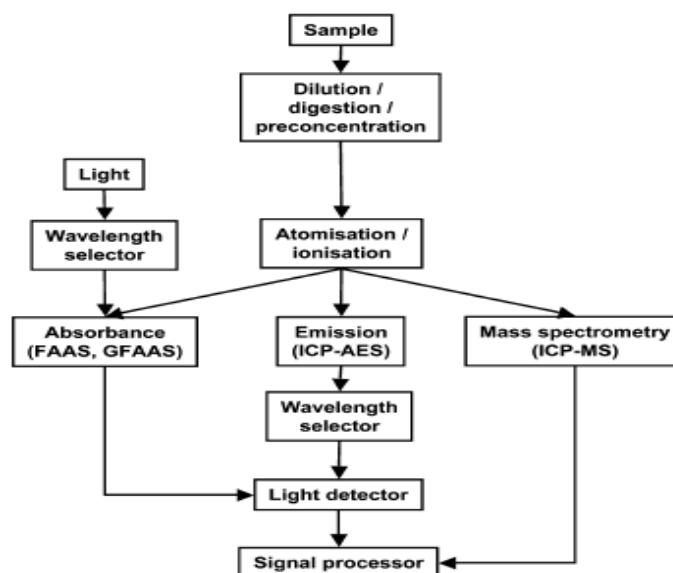 Sample
Dilution /
digestion /
preconcentration
Light
Wavelength
selector
Atomisation /
ionisation
Absorbance
(FAAS, GFAAS)
Emission
(ICP-AES)
Mass spectrometry
(ICP-MS)
Wavelength
selector
Light detector
Signal processor